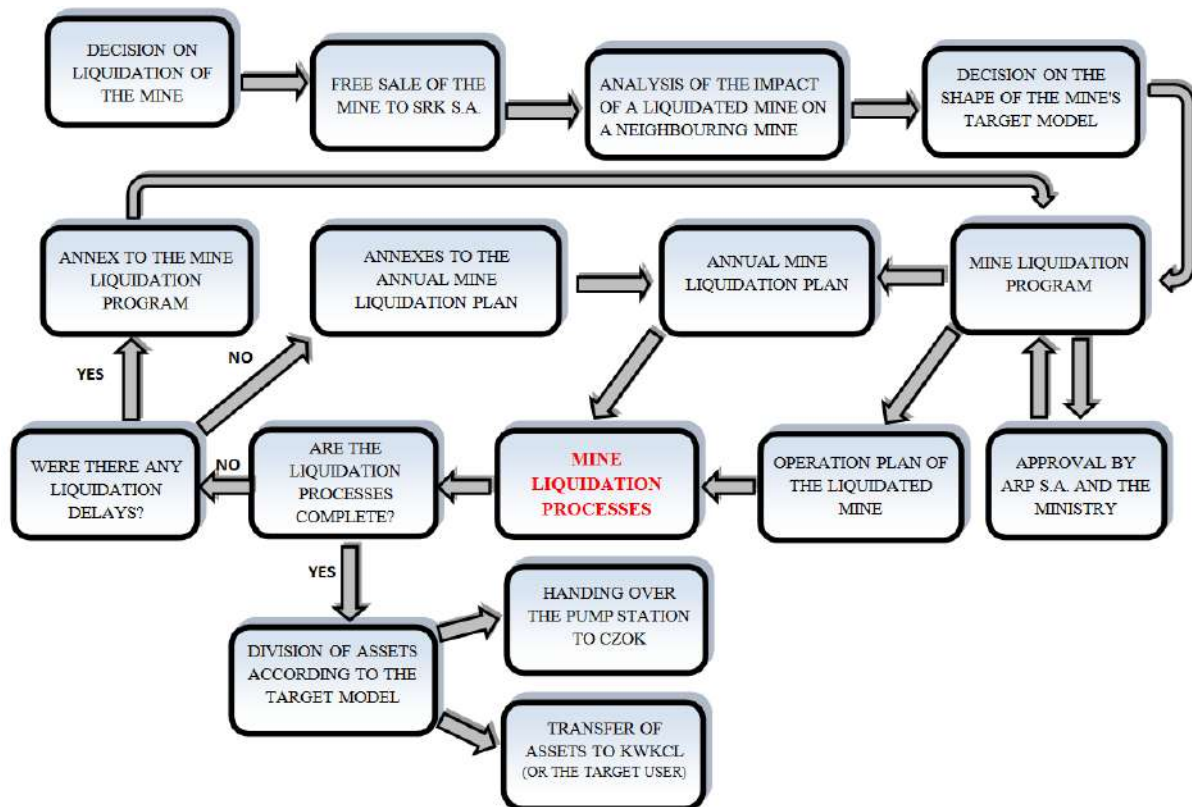 DECISION ON
LIQUIDATION OF
THE MINE
FREE SALE OF THE
MINE TO SRK S.A.
ANALYSIS OF THE IMPACT
OF A LIQUIDATED MINE ON
A NEIGHBOURING MINE
DECISION ON THE
SHAPE OF THE MINE'S
TARGET MODEL
ANNEX TO THE MINE
LIQUIDATION
PROGRAM
ANNEXES TO THE
ANNUAL MINE
LIQUIDATION PLAN
ANNUAL MINE
LIQUIDATION PLAN
MINE LIQUIDATION
PROGRAM
YES
NO
WERE THERE ANY
LIQUIDATION
DELAYS?
NO
ARE THE
LIQUIDATION
PROCESSES
COMPLETE?
MINE
LIQUIDATION
PROCESSES
OPERATION PLAN OF
THE LIQUIDATED
MINE
APPROVAL BY
ARP S.A. AND THE
MINISTRY
YES
DIVISION OF ASSETS
ACCORDING TO THE
TARGET MODEL
HANDING OVER
THE PUMP STATION
TO CZOK
TRANSFER OF
ASSETS TO KWKCL
(OR THE TARGET USER)